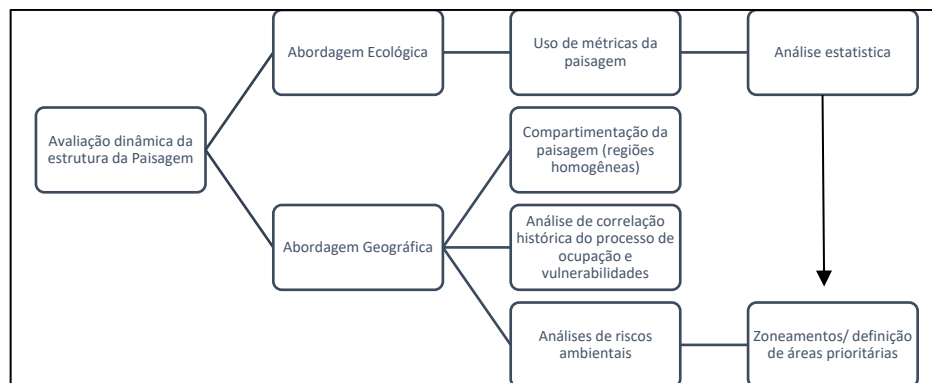 Avaliação dinâmica da
estrutura da Paisagem
Abordagem Ecológica
Uso de métricas da
paisagem
Análise estatistica
Compartimentação da
paisagem (regiões
homogêneas)
Abordagem Geográfica
Análise de correlação
histórica do processo de
ocupação e
vulnerabilidades
Análises de riscos
ambientais
Zoneamentos/ definição
de áreas prioritárias